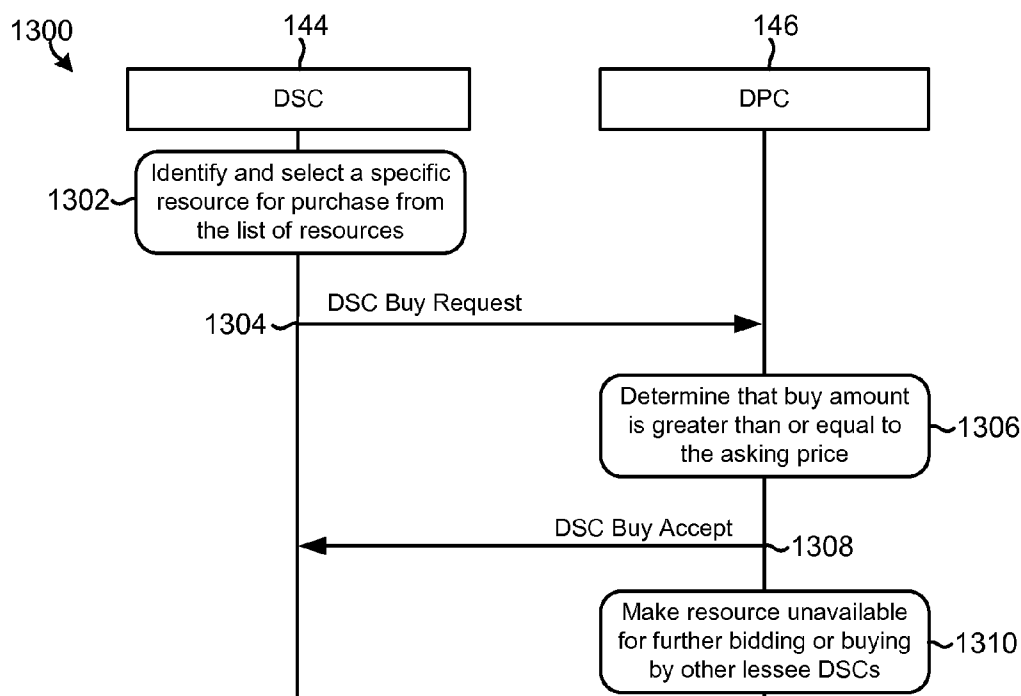 1300
144
146
DSC
DPC
Identify and select a specific
resource for purchase from
the list of resources
1302
DSC Buy Request
1304
Determine that buy amount
is greater than or equal to
the asking price
1306
DSC Buy Accept
1308
Make resource unavailable
for further bidding or buying
by other lessee DSCs
1310